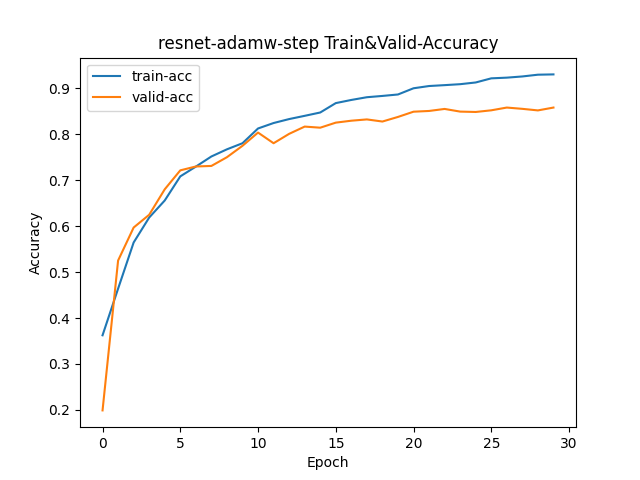 resnet-adamw-step Train&Valid-Accuracy
train-acc
valid-acc
0.9
0.8
0.7
0.6
0.5
0.4
0.3
0.2
Accuracy
0 5 10 15 20 25 30
Epoch